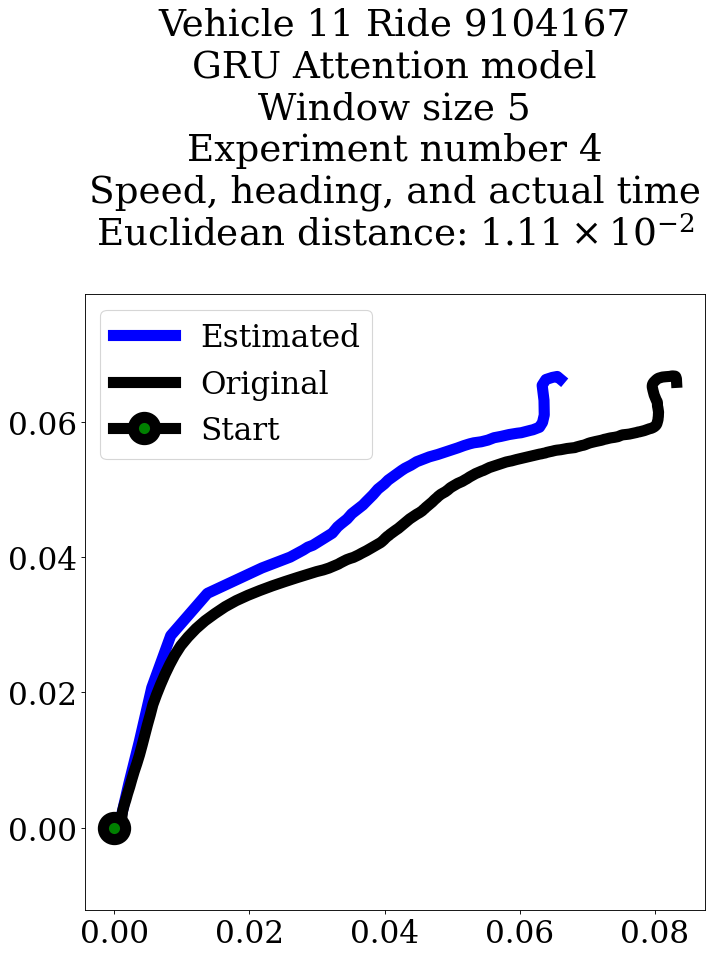 Vehicle 11 Ride 9104167
GRU Attention model
Window size 5
Experiment number 4
Speed, heading, and actual time
Euclidean distance: 1.11 × 10⁻²
Estimated
Original
Start
0.06
0.04
0.02
0.00
0.00 0.02 0.04 0.06 0.08